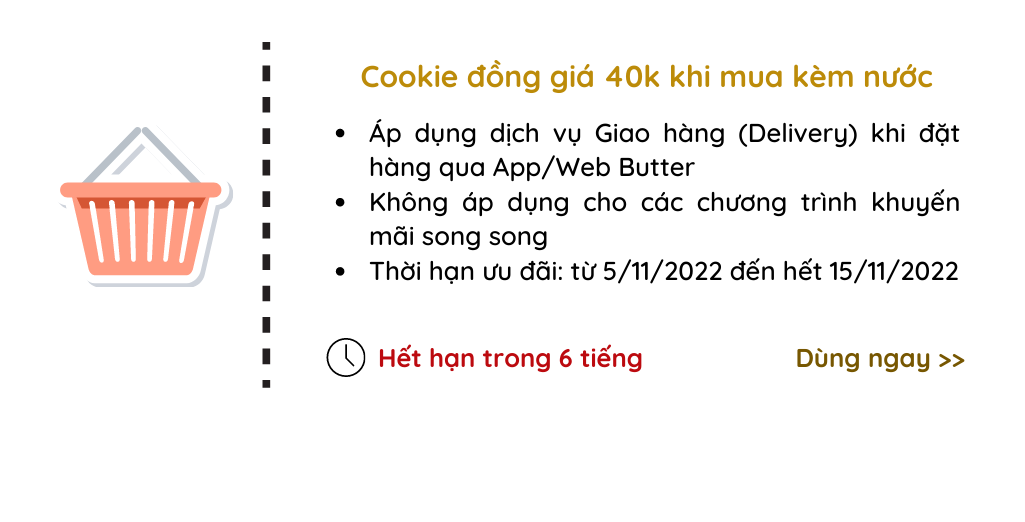 Cookie đồng giá 40k khi mua kèm nước
• Áp dụng dịch vụ Giao hàng (Delivery) khi đặt
hàng qua App/Web Butter
• Không áp dụng cho các chương trình khuyến
mãi song song
• Thời hạn ưu đãi: từ 5/11/2022 đến hết 15/11/2022
Hết hạn trong 6 tiếng
Dùng ngay >>